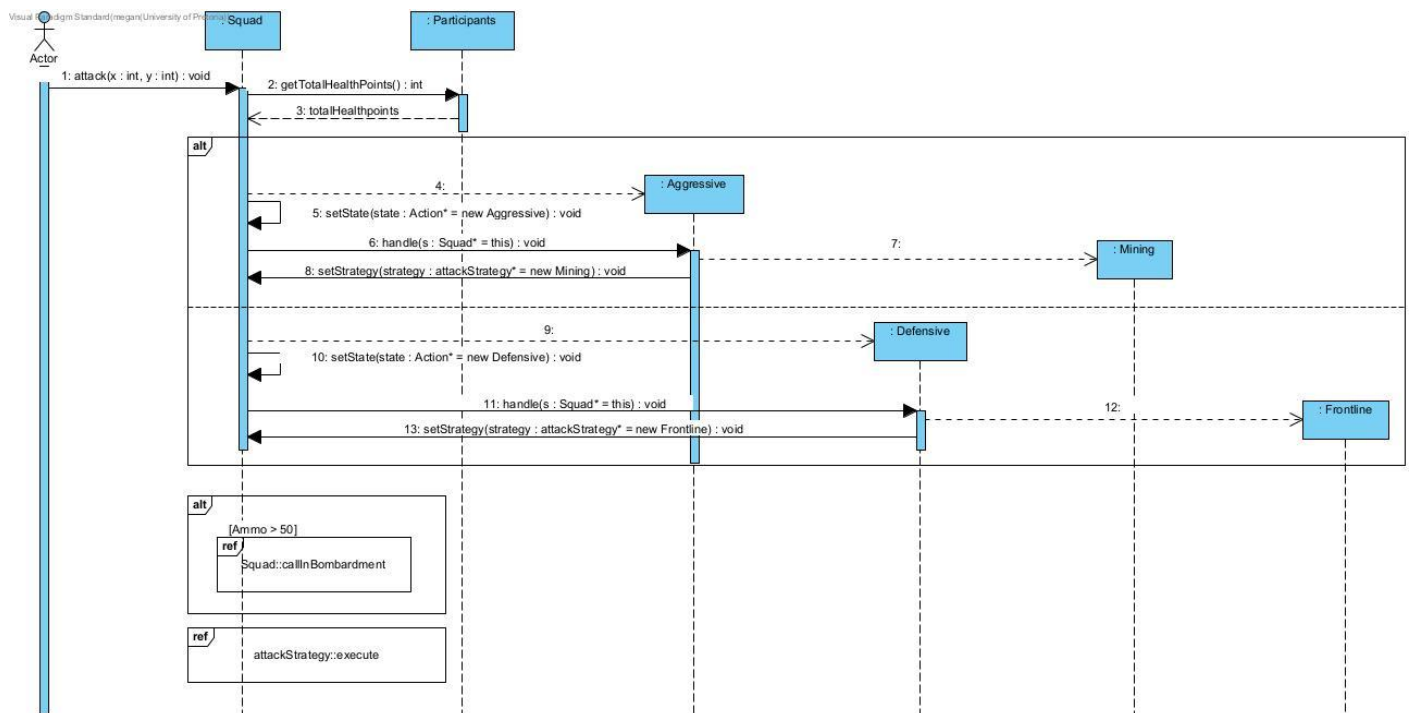 Visual Paradigm Standard(megan(University of Pretoria))
Actor
: Squad
: Participants
1: attack(x : int, y : int) : void
2: getTotalHealthPoints() : int
3: totalHealthpoints
alt
4:
: Aggressive
5: setState(state : Action* = new Aggressive) : void
6: handle(s : Squad* = this) : void
7:
: Mining
8: setStrategy(strategy : attackStrategy* = new Mining) : void
9:
: Defensive
10: setState(state : Action* = new Defensive) : void
11: handle(s : Squad* = this) : void
12:
: Frontline
13: setStrategy(strategy : attackStrategy* = new Frontline) : void
alt
[Ammo > 50]
ref
Squad::callInBombardment
ref
attackStrategy::execute